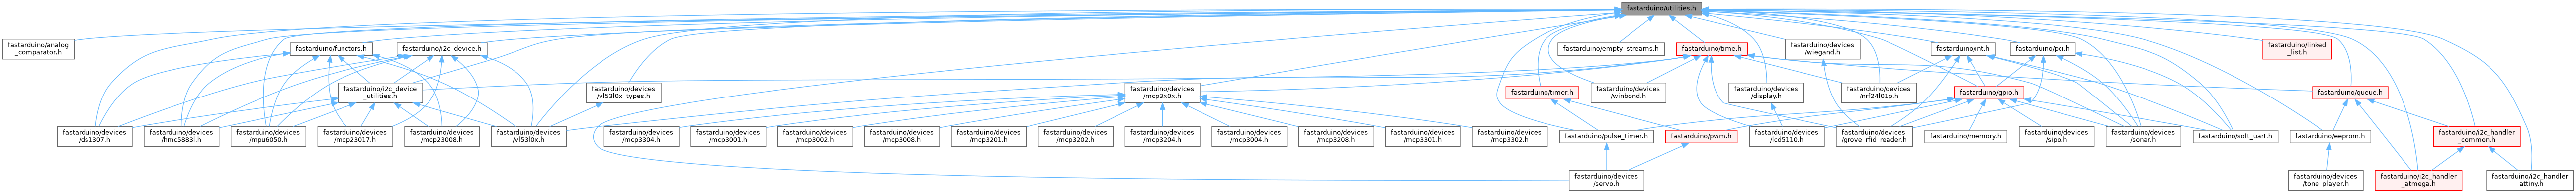 fastarduino/utilities.h
fastarduino/analog
_comparator.h
fastarduino/functors.h
fastarduino/i2c_device.h
fastarduino/empty_streams.h
fastarduino/time.h
fastarduino/devices
/wiegand.h
fastarduino/int.h
fastarduino/pci.h
fastarduino/linked
_list.h
fastarduino/i2c_device
_utilities.h
fastarduino/devices
/vl53l0x_types.h
fastarduino/devices
/mcp3x0x.h
fastarduino/timer.h
fastarduino/devices
/winbond.h
fastarduino/devices
/display.h
fastarduino/devices
/nrf24l01p.h
fastarduino/gpio.h
fastarduino/queue.h
fastarduino/devices
/ds1307.h
fastarduino/devices
/hmc5883l.h
fastarduino/devices
/mpu6050.h
fastarduino/devices
/mcp23017.h
fastarduino/devices
/mcp23008.h
fastarduino/devices
/vl53l0x.h
fastarduino/devices
/mcp3304.h
fastarduino/devices
/mcp3001.h
fastarduino/devices
/mcp3002.h
fastarduino/devices
/mcp3008.h
fastarduino/devices
/mcp3201.h
fastarduino/devices
/mcp3202.h
fastarduino/devices
/mcp3204.h
fastarduino/devices
/mcp3004.h
fastarduino/devices
/mcp3208.h
fastarduino/devices
/mcp3301.h
fastarduino/devices
/mcp3302.h
fastarduino/pulse_timer.h
fastarduino/pwm.h
fastarduino/devices
/lcd5110.h
fastarduino/devices
/grove_rfid_reader.h
fastarduino/memory.h
fastarduino/devices
/sipo.h
fastarduino/devices
/sonar.h
fastarduino/soft_uart.h
fastarduino/eeprom.h
fastarduino/i2c_handler
_common.h
fastarduino/devices
/servo.h
fastarduino/devices
/tone_player.h
fastarduino/i2c_handler
_atmega.h
fastarduino/i2c_handler
_attiny.h